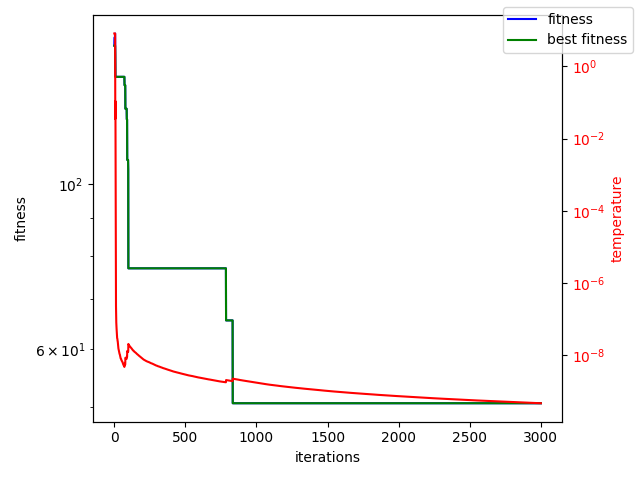 fitness
best fitness
10^0
10^-2
10^-4
10^-6
10^-8
temperature
10^2
6 × 10^1
fitness
0 500 1000 1500 2000 2500 3000
iterations